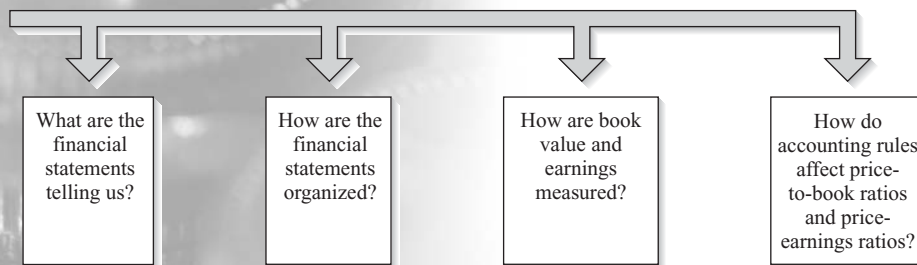 What are the
financial
statements
telling us?
How are the
financial
statements
organized?
How are book
value and
earnings
measured?
How do
accounting rules
affect price-
to-book ratios
and price-
earnings ratios?